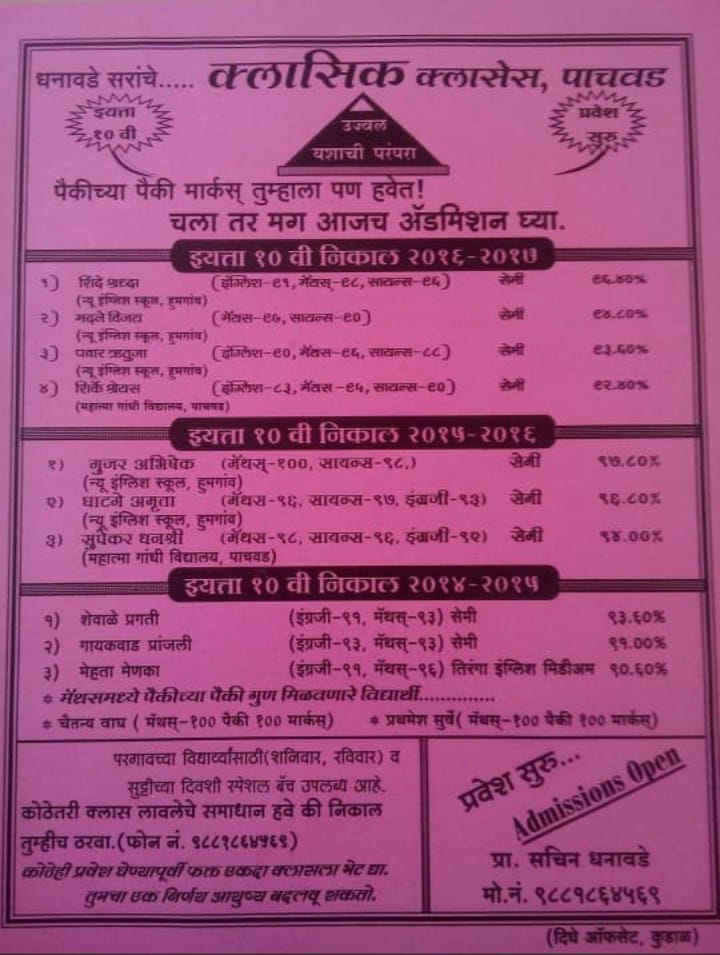 धनावडे सरांचे..... क्लासिक क्लासेस, पाचवड
इयत्ता
१० वी
उज्वल
यशाची परंपरा
प्रवेश
सुरु
पैकीच्या पैकी मार्कस् तुम्हाला पण हवेत!
चला तर मग आजच ॲडमिशन घ्या.
इयत्ता १० वी निकाल २०१६-२०१७
१) शिंदे श्रध्दा (इंग्लिश-९१, मॅथस्-९८, सायन्स-९६) सेमी ९६.४०%
(न्यू इंग्लिश स्कूल, हुमगांव)
२) मदने विजय (मॅथस-९७, सायन्स-९०) सेमी ९४.८०%
(न्यू इंग्लिश स्कूल, हुमगांव)
३) पवार ऋतुजा (इंग्लिश-९०, मॅथस-९६, सायन्स-८८) सेमी ९३.६०%
(न्यू इंग्लिश स्कूल, हुमगांव)
४) शिर्के श्रेयस (इंग्लिश-८३, मॅथस-९५, सायन्स-९०) सेमी ९२.४०%
(महात्मा गांधी विद्यालय, पाचवड)
इयत्ता १० वी निकाल २०१५-२०१६
१) गुजर अभिषेक (मॅथस्-१००, सायन्स-९८,) सेमी ९७.८०%
(न्यू इंग्लिश स्कूल, हुमगांव)
२) घाटगे अमृता (मॅथस-९६, सायन्स-९७, इंग्रजी-९३) सेमी ९६.८०%
(न्यू इंग्लिश स्कूल, हुमगांव)
३) सुपेकर धनश्री (मॅथस-९८, सायन्स-९६, इंग्रजी-९२) सेमी ९४.००%
(महात्मा गांधी विद्यालय, पाचवड)
इयत्ता १० वी निकाल २०१४-२०१५
१) शेवाळे प्रगती (इंग्रजी-९१, मॅथस्-९३) सेमी ९३.६०%
२) गायकवाड प्रांजली (इंग्रजी-९३, मॅथस्-९३) सेमी ९१.००%
३) मेहता मेणका (इंग्रजी-९१, मॅथस्-९६) तिरंगा इंग्लिश मिडीअम ९०.६०%
* मॅथसमध्ये पैकीच्या पैकी गुण मिळवणारे विद्यार्थी.............
* चैतन्य वाघ ( मॅथस्-१०० पैकी १०० मार्कस्) * प्रथमेश सुर्वे( मॅथस्-१०० पैकी १०० मार्कस्)
परगावच्या विद्यार्थ्यांसाठी(शनिवार, रविवार) व
सुट्टीच्या दिवशी स्पेशल बॅच उपलब्ध आहे.
कोठेतरी क्लास लावलेचे समाधान हवे की निकाल
तुम्हीच ठरवा.(फोन नं. ९८८१८६४५६९)
कोठेही प्रवेश घेण्यापूर्वी फक्त एकदा क्लासला भेट द्या.
तुमचा एक निर्णय आयुष्य बदलवू शकतो.
प्रवेश सुरु...
Admissions Open
प्रा. सचिन धनावडे
मो.नं. ९८८१८६४५६९
(दिघे ऑफसेट, कुडाळ)